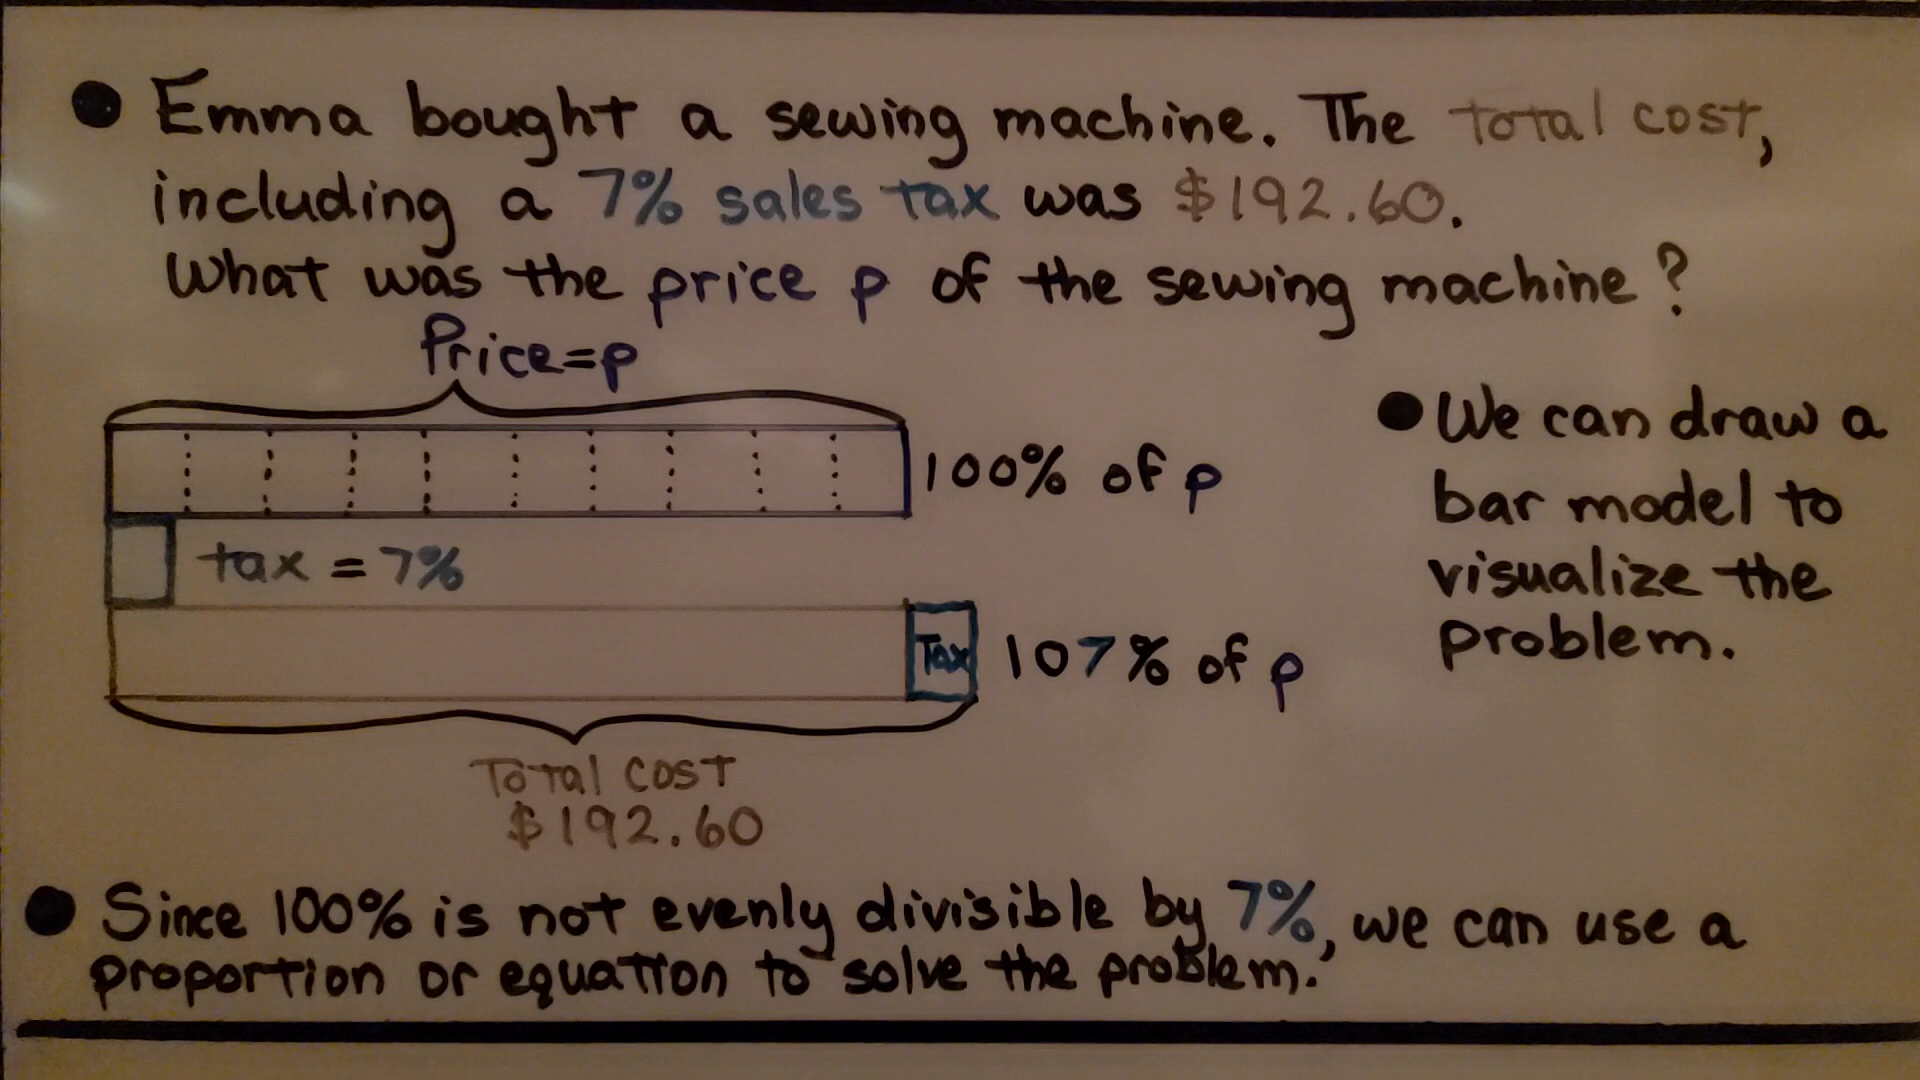 ● Emma bought a sewing machine. The total cost,
including a 7% sales tax was $192.60.
What was the price p of the sewing machine?
Price=p
100% of p
tax = 7%
Tax 107% of p
Total cost
$192.60
● We can draw a
bar model to
visualize the
problem.
● Since 100% is not evenly divisible by 7%, we can use a
proportion or equation to solve the problem.